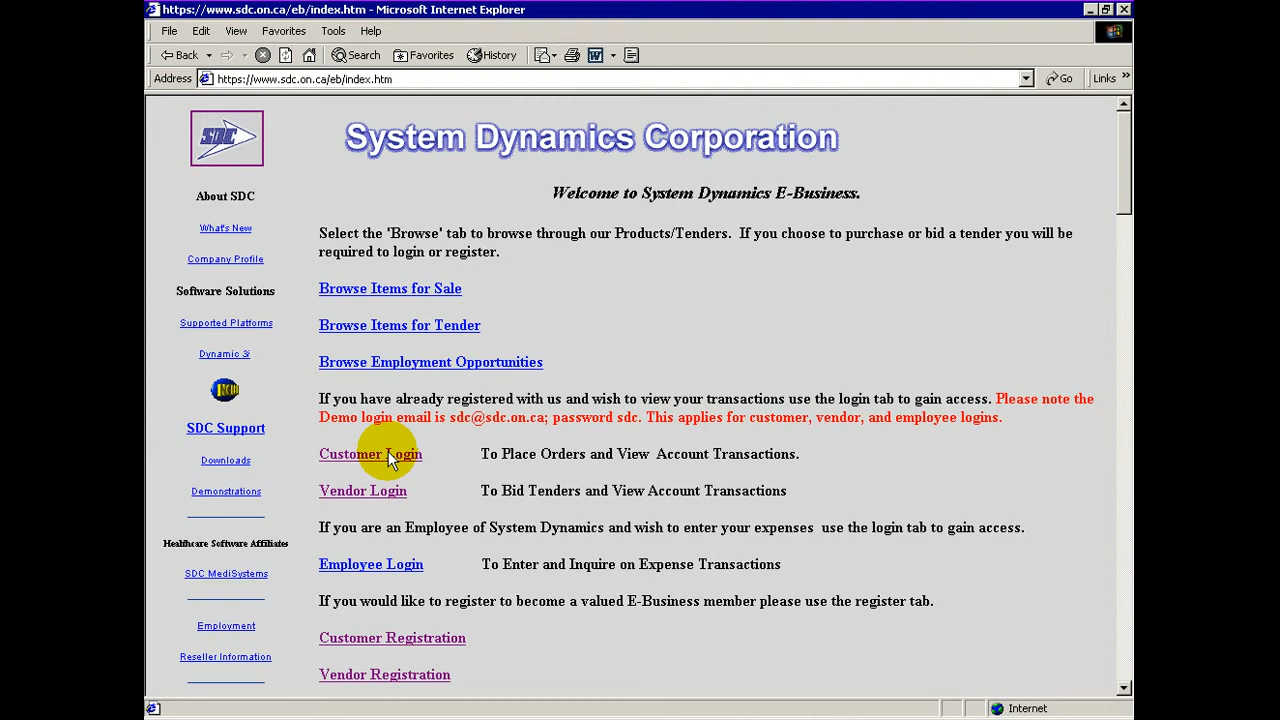 https://www.sdc.on.ca/eb/index.htm - Microsoft Internet Explorer
File Edit View Favorites Tools Help
Back Search Favorites History
Address https://www.sdc.on.ca/eb/index.htm Go Links »
SDC
System Dynamics Corporation
About SDC
What's New
Company Profile
Software Solutions
Supported Platforms
Dynamic 3i
NEW
SDC Support
Downloads
Demonstrations
Healthcare Software Affiliates
SDC MediSystems
Employment
Reseller Information
Welcome to System Dynamics E-Business.
Select the 'Browse' tab to browse through our Products/Tenders. If you choose to purchase or bid a tender you will be
required to login or register.
Browse Items for Sale
Browse Items for Tender
Browse Employment Opportunities
If you have already registered with us and wish to view your transactions use the login tab to gain access. Please note the
Demo login email is sdc@sdc.on.ca; password sdc. This applies for customer, vendor, and employee logins.
Customer Login To Place Orders and View Account Transactions.
Vendor Login To Bid Tenders and View Account Transactions
If you are an Employee of System Dynamics and wish to enter your expenses use the login tab to gain access.
Employee Login To Enter and Inquire on Expense Transactions
If you would like to register to become a valued E-Business member please use the register tab.
Customer Registration
Vendor Registration
Internet